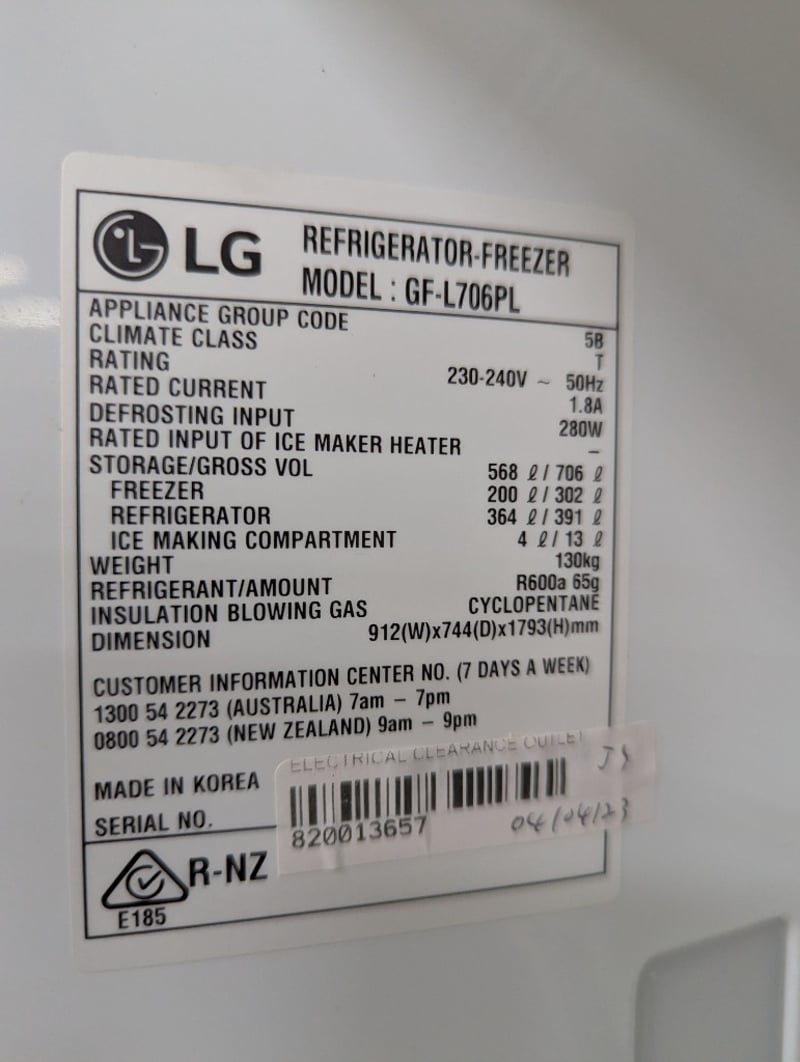 LG REFRIGERATOR-FREEZER
MODEL : GF-L706PL
APPLIANCE GROUP CODE 5B
CLIMATE CLASS T
RATING 230-240V ~ 50Hz
RATED CURRENT 1.8A
DEFROSTING INPUT 280W
RATED INPUT OF ICE MAKER HEATER –
STORAGE/GROSS VOL 568 ℓ / 706 ℓ
FREEZER 200 ℓ / 302 ℓ
REFRIGERATOR 364 ℓ / 391 ℓ
ICE MAKING COMPARTMENT 4 ℓ / 13 ℓ
WEIGHT 130kg
REFRIGERANT/AMOUNT R600a 65g
INSULATION BLOWING GAS CYCLOPENTANE
DIMENSION 912(W)x744(D)x1793(H)mm
CUSTOMER INFORMATION CENTER NO. (7 DAYS A WEEK)
1300 54 2273 (AUSTRALIA) 7am – 7pm
0800 54 2273 (NEW ZEALAND) 9am – 9pm
ELECTRICAL CLEARANCE OUTLET
MADE IN KOREA
SERIAL NO.
820013657
04/04/23
R-NZ
E185